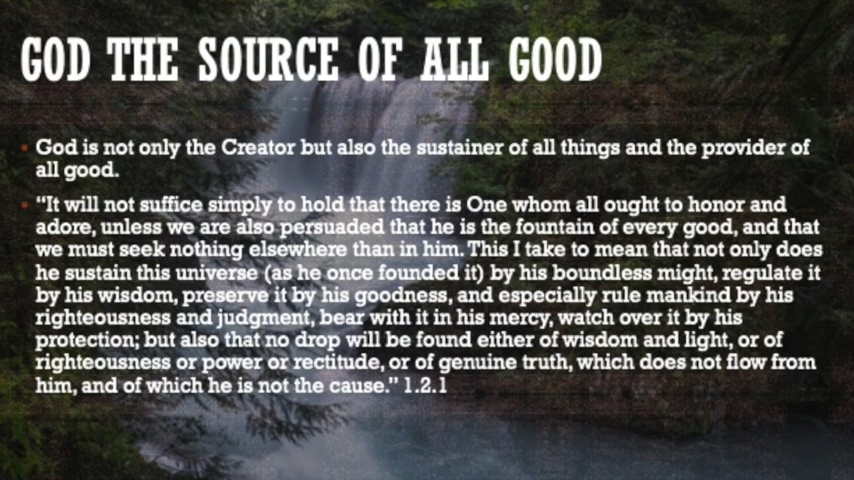 GOD THE SOURCE OF ALL GOOD
God is not only the Creator but also the sustainer of all things and the provider of
all good.
“It will not suffice simply to hold that there is One whom all ought to honor and
adore, unless we are also persuaded that he is the fountain of every good, and that
we must seek nothing elsewhere than in him. This I take to mean that not only does
he sustain this universe (as he once founded it) by his boundless might, regulate it
by his wisdom, preserve it by his goodness, and especially rule mankind by his
righteousness and judgment, bear with it in his mercy, watch over it by his
protection; but also that no drop will be found either of wisdom and light, or of
righteousness or power or rectitude, or of genuine truth, which does not flow from
him, and of which he is not the cause.” 1.2.1